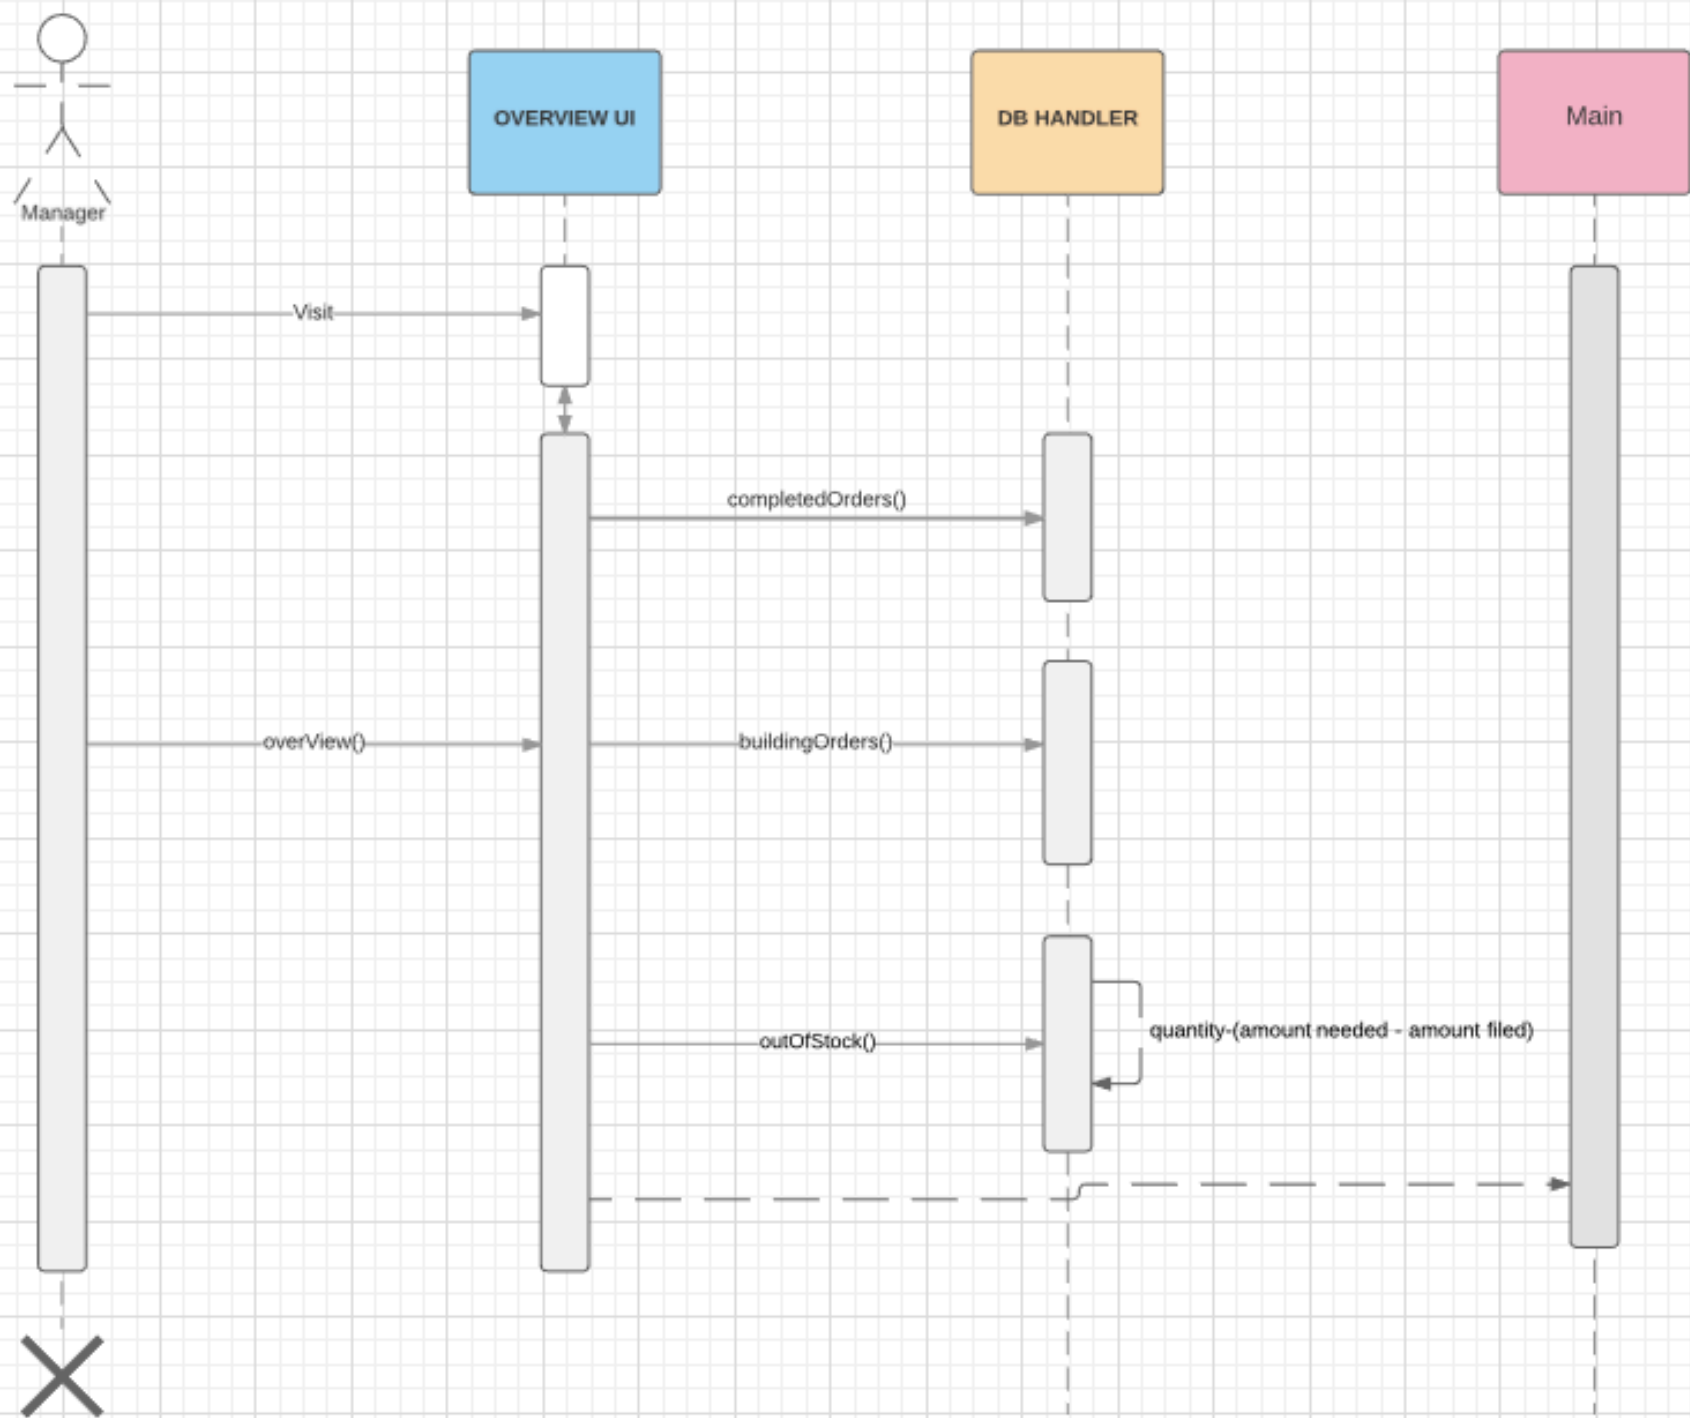 OVERVIEW UI
DB HANDLER
Main
Manager
Visit
completedOrders()
overView()
buildingOrders()
quantity-(amount needed - amount filed)
outOfStock()